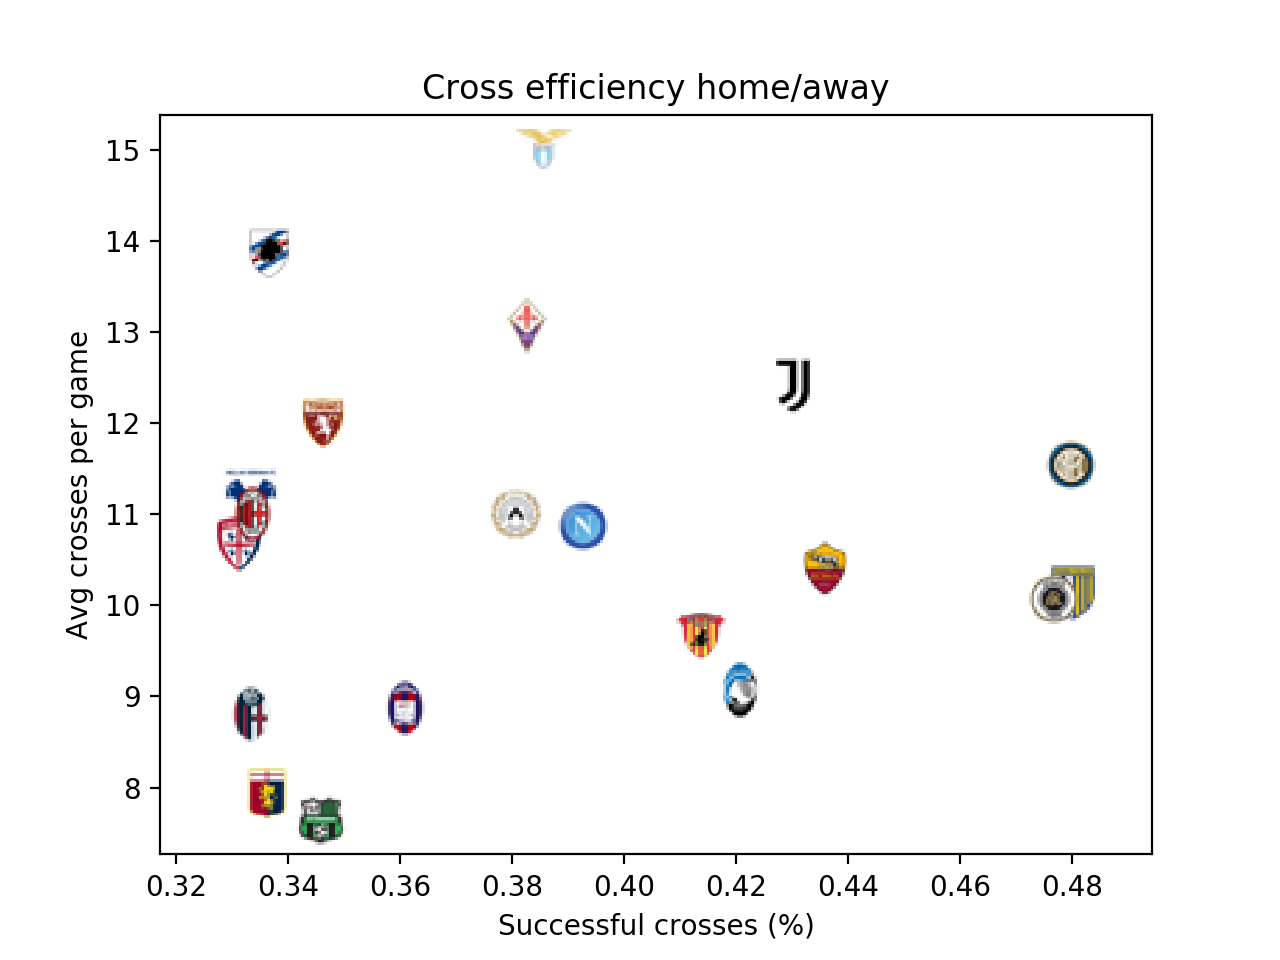 Cross efficiency home/away
Avg crosses per game
15
14
13
12
11
10
9
8
0.32 0.34 0.36 0.38 0.40 0.42 0.44 0.46 0.48
Successful crosses (%)
TORINO
N